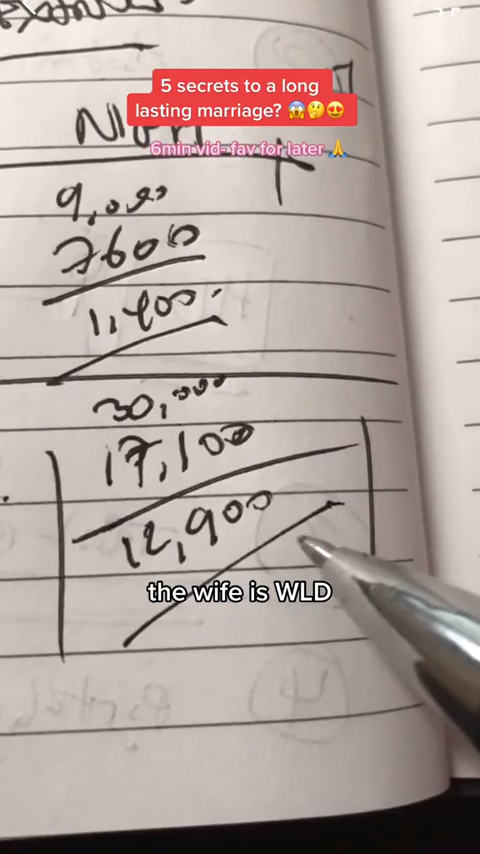 5 secrets to a long
lasting marriage? 😱🤔😍
6min vid- fav for later 🙏
9,000
7600
1,400.
30,000
17,100
12,900
the wife is WLD